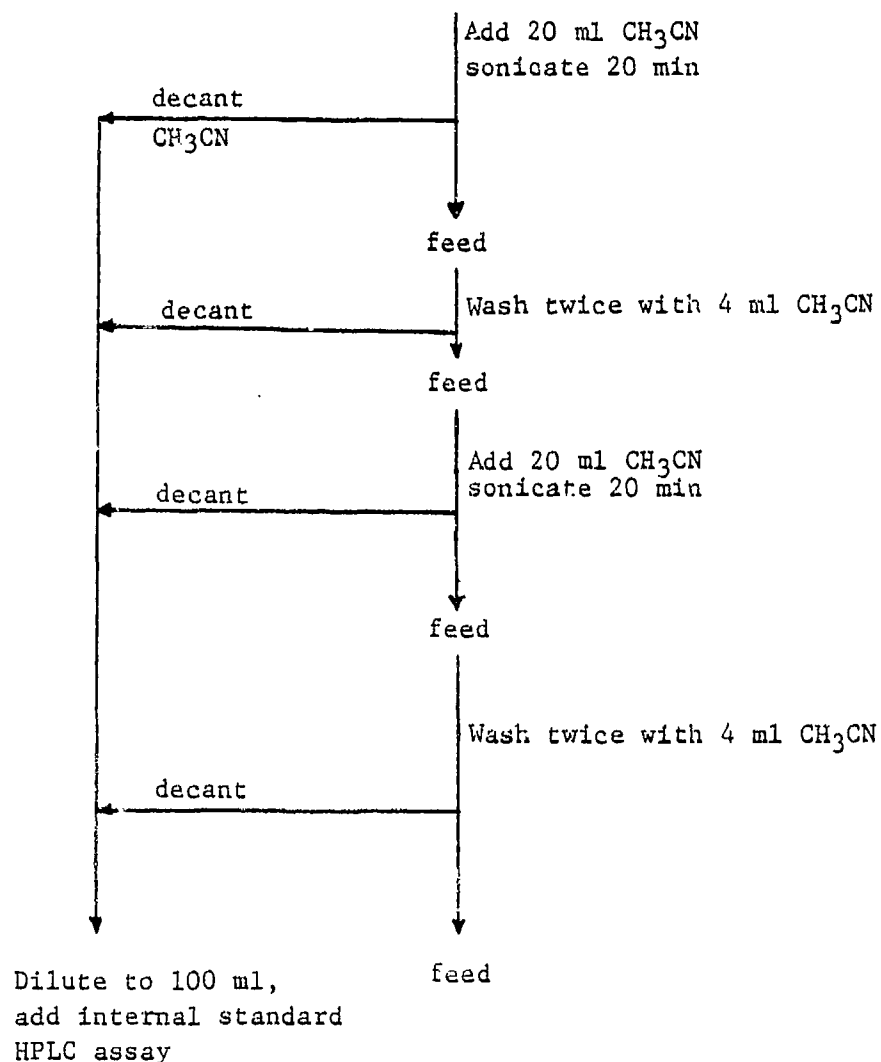 Add 20 ml CH3CN
sonicate 20 min
decant
CH3CN
feed
decant
Wash twice with 4 ml CH3CN
feed
Add 20 ml CH3CN
sonicate 20 min
decant
feed
Wash twice with 4 ml CH3CN
decant
Dilute to 100 ml,
add internal standard
HPLC assay
feed